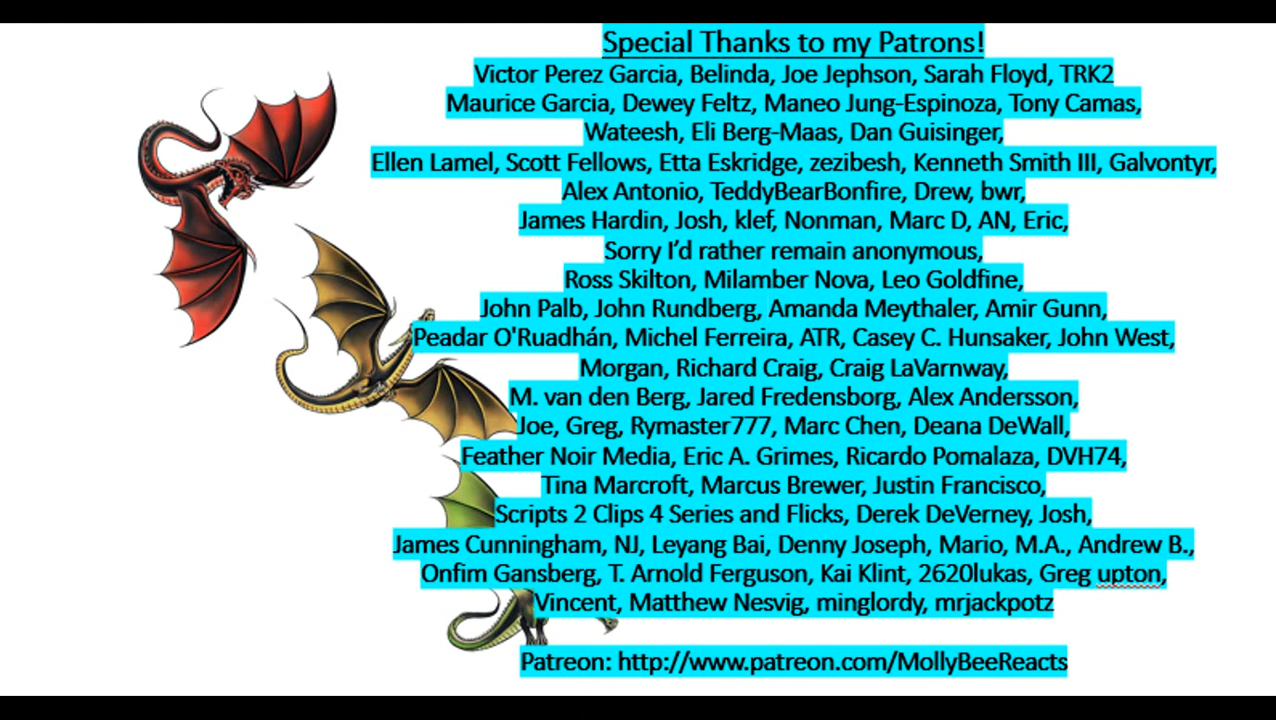 Special Thanks to my Patrons!
Victor Perez Garcia, Belinda, Joe Jephson, Sarah Floyd, TRK2
Maurice Garcia, Dewey Feltz, Maneo Jung-Espinoza, Tony Camas,
Wateesh, Eli Berg-Maas, Dan Guisinger,
Ellen Lamel, Scott Fellows, Etta Eskridge, zezibesh, Kenneth Smith III, Galvontyr,
Alex Antonio, TeddyBearBonfire, Drew, bwr,
James Hardin, Josh, klef, Nonman, Marc D, AN, Eric,
Sorry I’d rather remain anonymous,
Ross Skilton, Milamber Nova, Leo Goldfine,
John Palb, John Rundberg, Amanda Meythaler, Amir Gunn,
Peadar O'Ruadhán, Michel Ferreira, ATR, Casey C. Hunsaker, John West,
Morgan, Richard Craig, Craig LaVarnway,
M. van den Berg, Jared Fredensborg, Alex Andersson,
Joe, Greg, Rymaster777, Marc Chen, Deana DeWall,
Feather Noir Media, Eric A. Grimes, Ricardo Pomalaza, DVH74,
Tina Marcroft, Marcus Brewer, Justin Francisco,
Scripts 2 Clips 4 Series and Flicks, Derek DeVerney, Josh,
James Cunningham, NJ, Leyang Bai, Denny Joseph, Mario, M.A., Andrew B.,
Onfim Gansberg, T. Arnold Ferguson, Kai Klint, 2620lukas, Greg upton,
Vincent, Matthew Nesvig, minglordy, mrjackpotz
Patreon: http://www.patreon.com/MollyBeeReacts